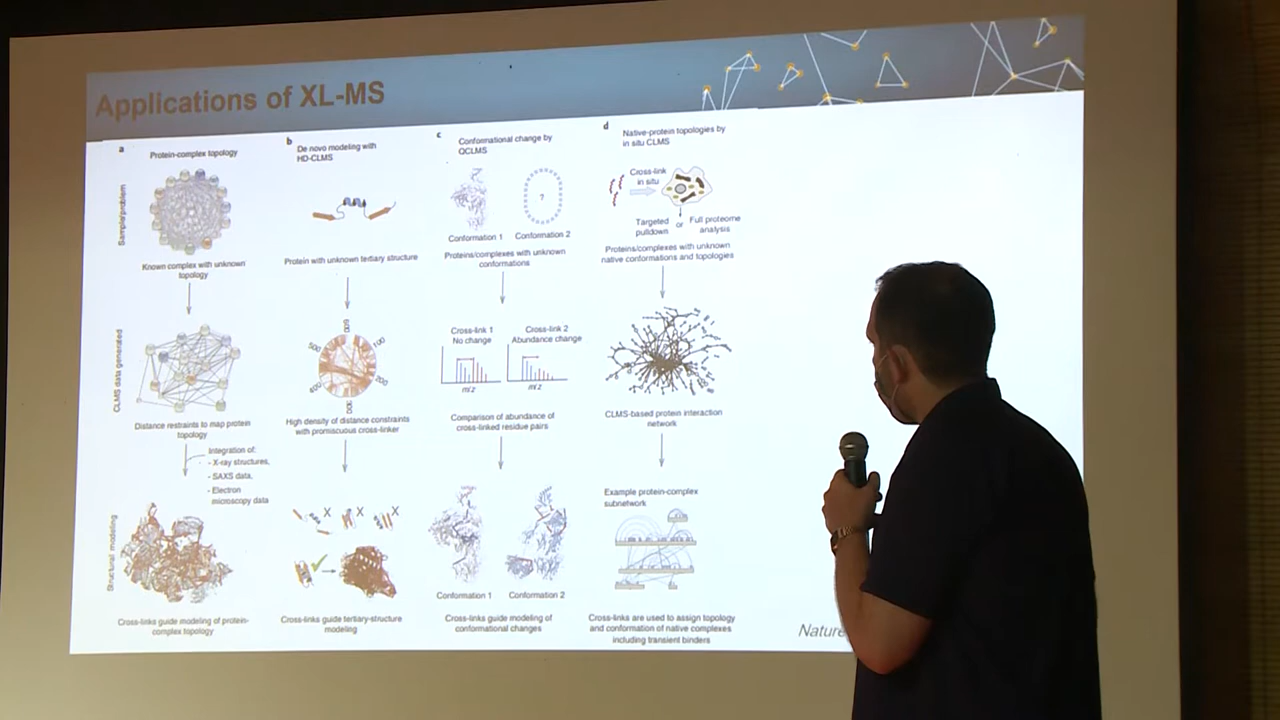 Applications of XL-MS
a
Protein-complex topology
Sample/problem
Known complex with unknown
topology
CLMS data generated
Distance restraints to map protein
topology
Integration of:
- X-ray structures,
- SAXS data,
- Electron
microscopy data
Structural modeling
Cross-links guide modeling of protein-
complex topology
b
De novo modeling with
HD-CLMS
Protein with unknown tertiary structure
600
500
100
400
200
300
High density of distance constraints
with promiscuous cross-linker
X
X
X
Cross-links guide tertiary-structure
modeling
c
Conformational change by
QCLMS
?
Conformation 1
Conformation 2
Proteins/complexes with unknown
conformations
Cross-link 1
No change
Cross-link 2
Abundance change
m/z
m/z
Comparison of abundance of
cross-linked residue pairs
Conformation 1
Conformation 2
Cross-links guide modeling of
conformational changes
d
Native-protein topologies by
in situ CLMS
Cross-link
in situ
Targeted
pulldown
or
Full proteome
analysis
Proteins/complexes with unknown
native conformations and topologies
CLMS-based protein interaction
network
Example protein-complex
subnetwork
Cross-links are used to assign topology
and conformation of native complexes
including transient binders
Nature